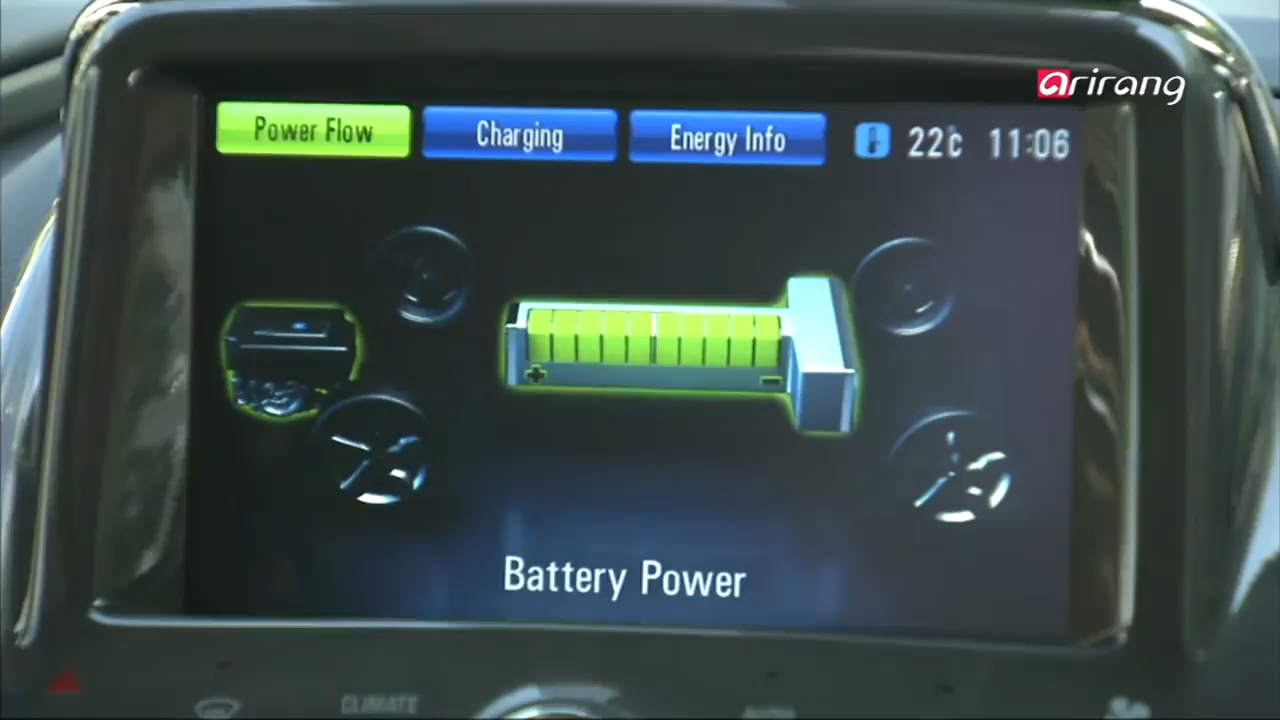 arirang
Power Flow
Charging
Energy Info
22c
11:06
+
-
Battery Power
CLIMATE